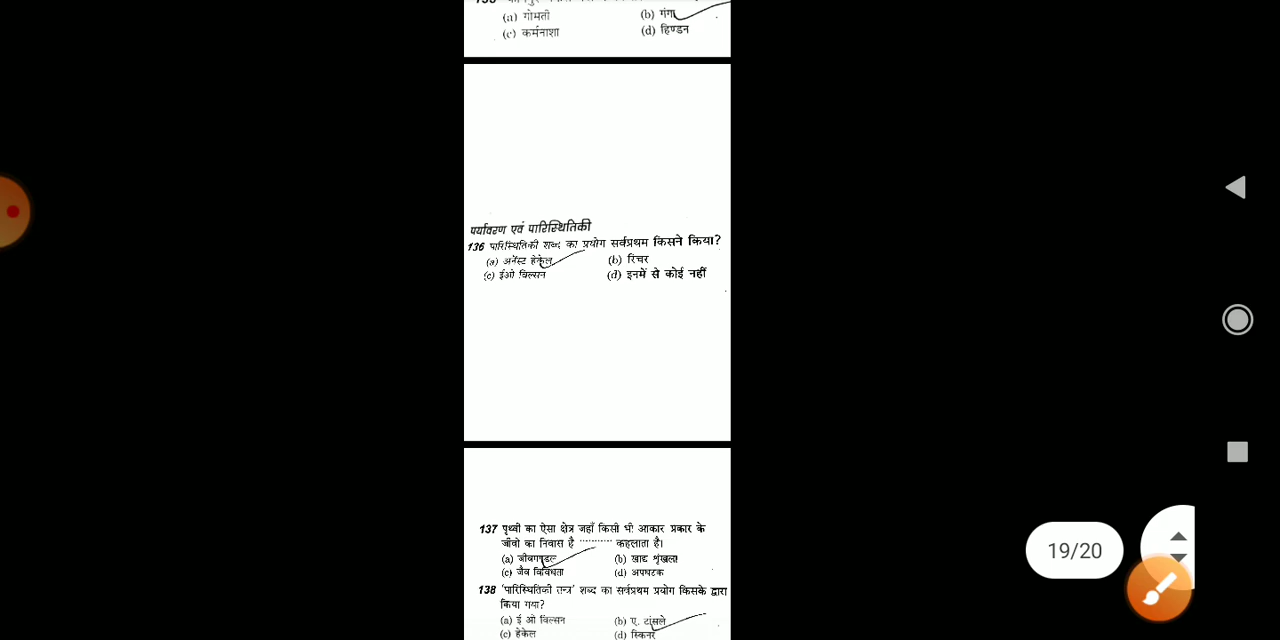 (a) गोमती (b) गंगा
(c) कर्मनाशा (d) हिण्डन
पर्यावरण एवं पारिस्थितिकी
136 पारिस्थितिकी शब्द का प्रयोग सर्वप्रथम किसने किया?
(a) अर्नेस्ट हेकेल (b) रिचर
(c) ईओ विल्सन (d) इनमें से कोई नहीं
137 पृथ्वी का ऐसा क्षेत्र जहाँ किसी भी आकार प्रकार के
जीवो का निवास है ........... कहलाता है।
(a) जीवमण्डल (b) खाद्य शृंखला
(c) जैव विविधता (d) अपघटक
138 'पारिस्थितिकी तन्त्र' शब्द का सर्वप्रथम प्रयोग किसके द्वारा
किया गया?
(a) ई ओ विल्सन (b) ए. टांसले
(c) हेकेल (d) स्किनर
19/20